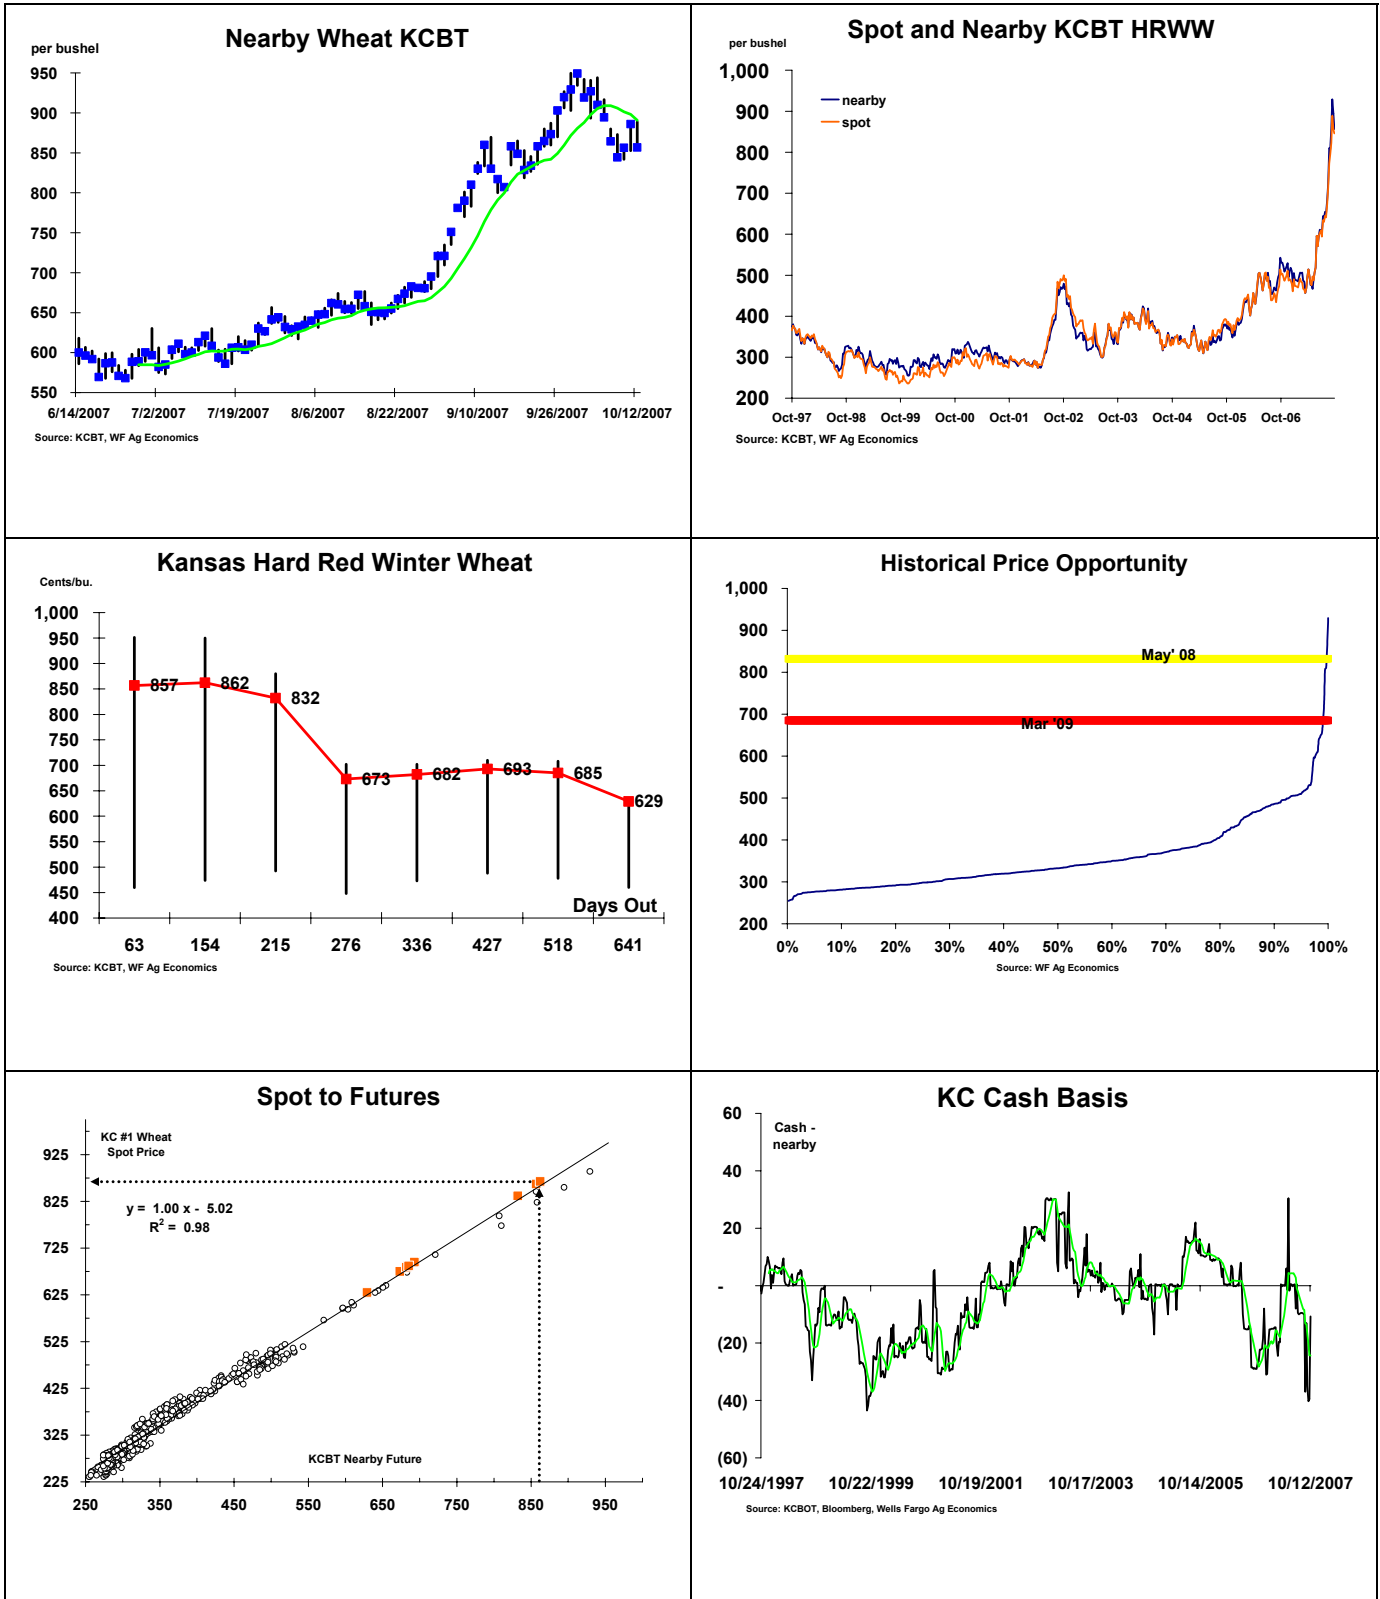 Nearby Wheat KCBT
per bushel
950
900
850
800
750
700
650
600
550
6/14/2007 7/2/2007 7/19/2007 8/6/2007 8/22/2007 9/10/2007 9/26/2007 10/12/2007
Source: KCBT, WF Ag Economics
Spot and Nearby KCBT HRWW
per bushel
1,000
nearby
900
spot
800
700
600
500
400
300
200
Oct-97 Oct-98 Oct-99 Oct-00 Oct-01 Oct-02 Oct-03 Oct-04 Oct-05 Oct-06
Source: KCBT, WF Ag Economics
Kansas Hard Red Winter Wheat
Cents/bu.
1,000
950
900
850
800
750
700
650
600
550
500
450
400
857 862 832 673 682 693 685 629
Days Out
63 154 215 276 336 427 518 641
Source: KCBT, WF Ag Economics
Historical Price Opportunity
1,000
900
May' 08
800
700
Mar '09
600
500
400
300
200
0% 10% 20% 30% 40% 50% 60% 70% 80% 90% 100%
Source: WF Ag Economics
Spot to Futures
KC #1 Wheat
Spot Price
925
825
y = 1.00 x - 5.02
R2 = 0.98
725
625
525
425
325
KCBT Nearby Future
225
250 350 450 550 650 750 850 950
KC Cash Basis
60
Cash -
nearby
40
20
-
(20)
(40)
(60)
10/24/1997 10/22/1999 10/19/2001 10/17/2003 10/14/2005 10/12/2007
Source: KCBOT, Bloomberg, Wells Fargo Ag Economics